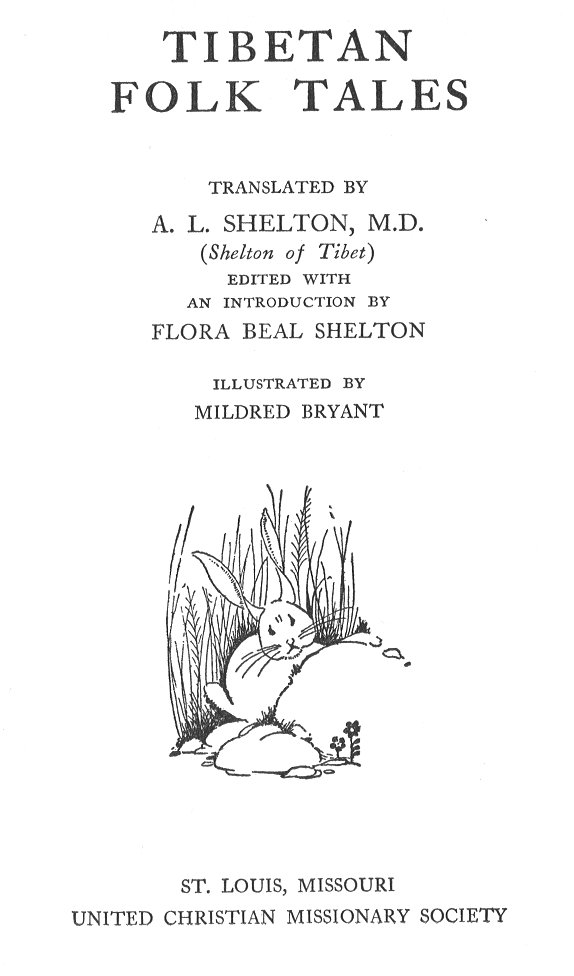 TIBETAN
FOLK TALES
TRANSLATED BY
A. L. SHELTON, M.D.
(Shelton of Tibet)
EDITED WITH
AN INTRODUCTION BY
FLORA BEAL SHELTON
ILLUSTRATED BY
MILDRED BRYANT
ST. LOUIS, MISSOURI
UNITED CHRISTIAN MISSIONARY SOCIETY